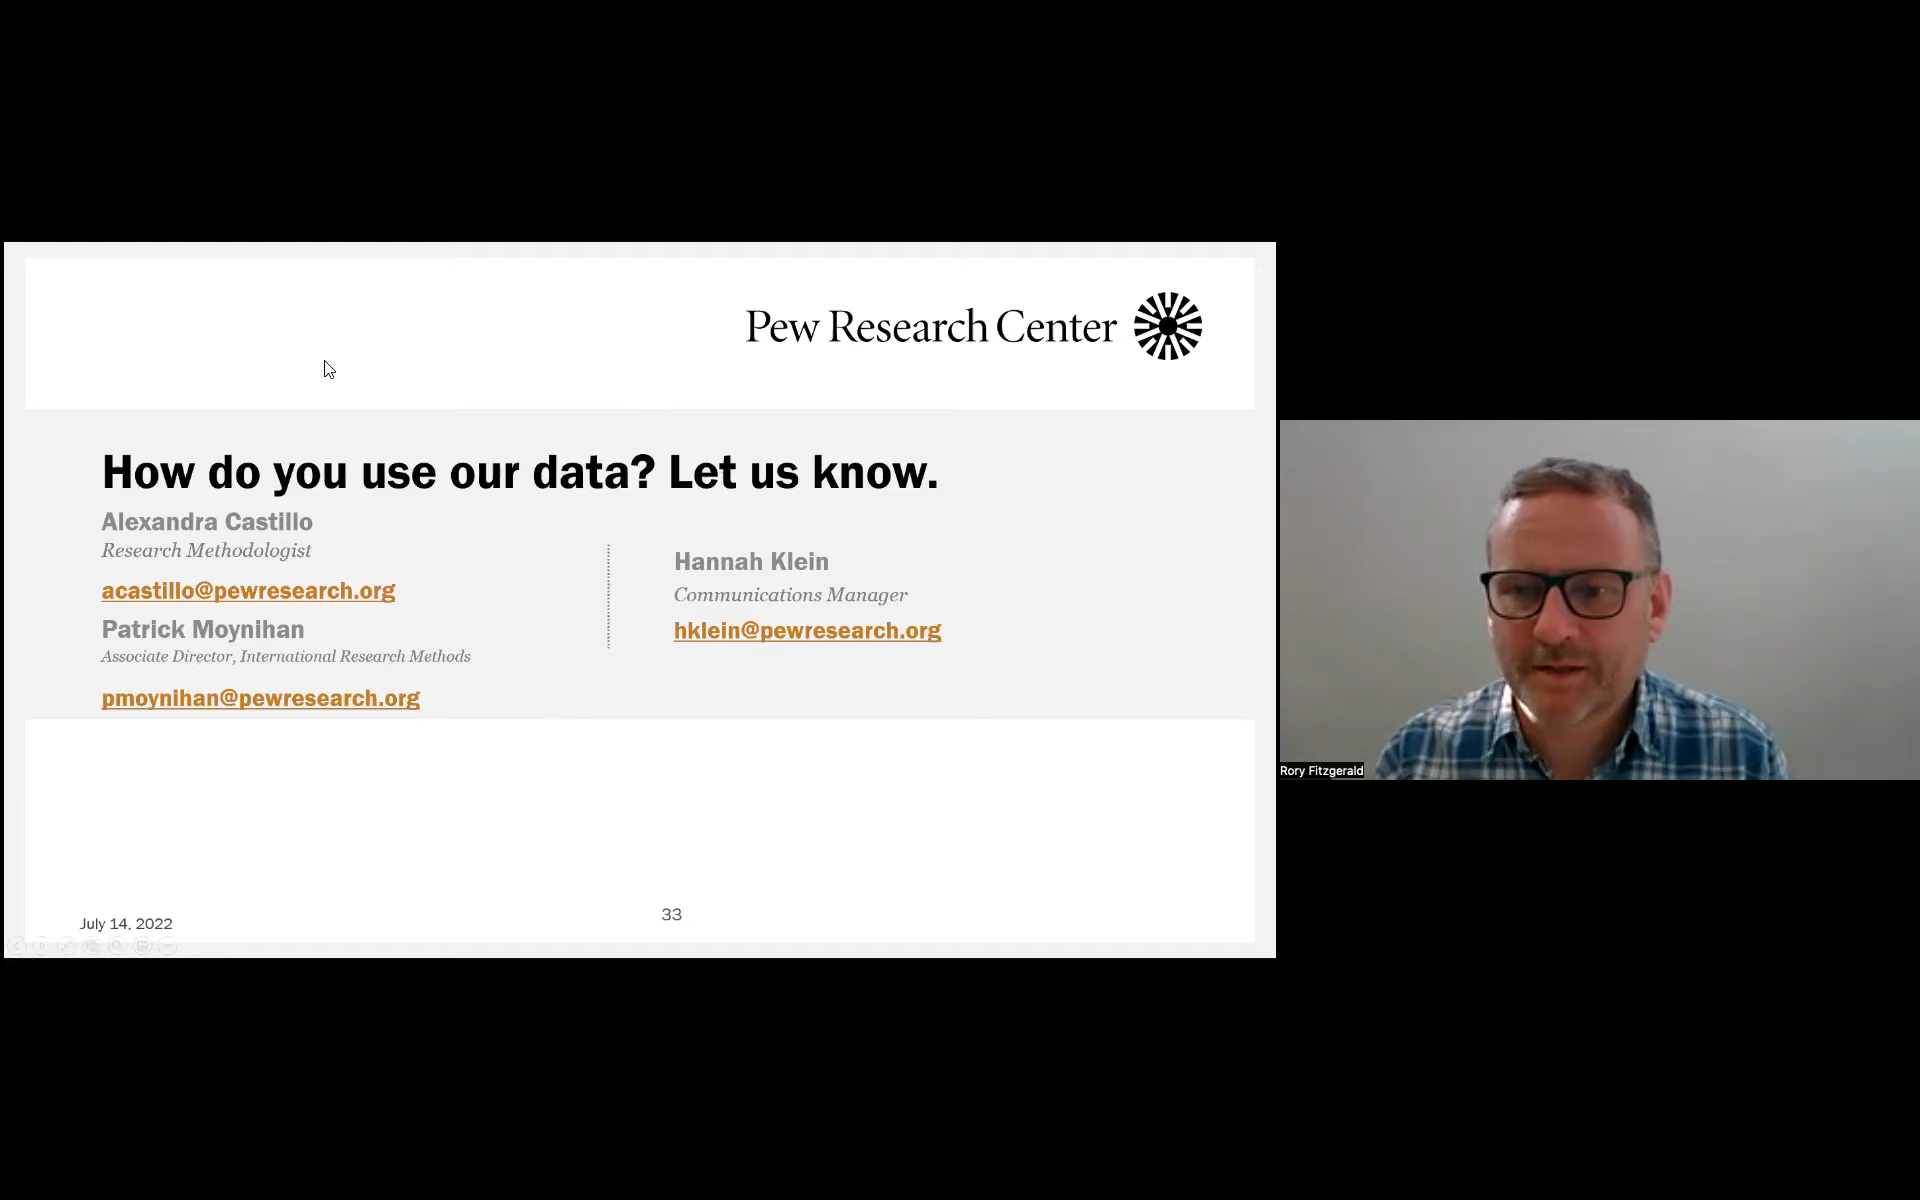 Pew Research Center
How do you use our data? Let us know.
Alexandra Castillo
Research Methodologist
acastillo@pewresearch.org
Patrick Moynihan
Associate Director, International Research Methods
pmoynihan@pewresearch.org
Hannah Klein
Communications Manager
hklein@pewresearch.org
July 14, 2022
33
Rory Fitzgerald